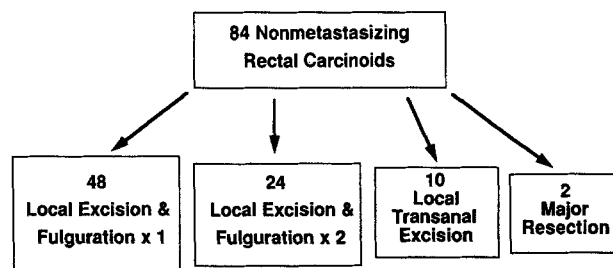 84 Nonmetastasizing
Rectal Carcinoids
48
Local Excision &
Fulguration x 1
24
Local Excision &
Fulguration x 2
10
Local
Transanal
Excision
2
Major
Resection